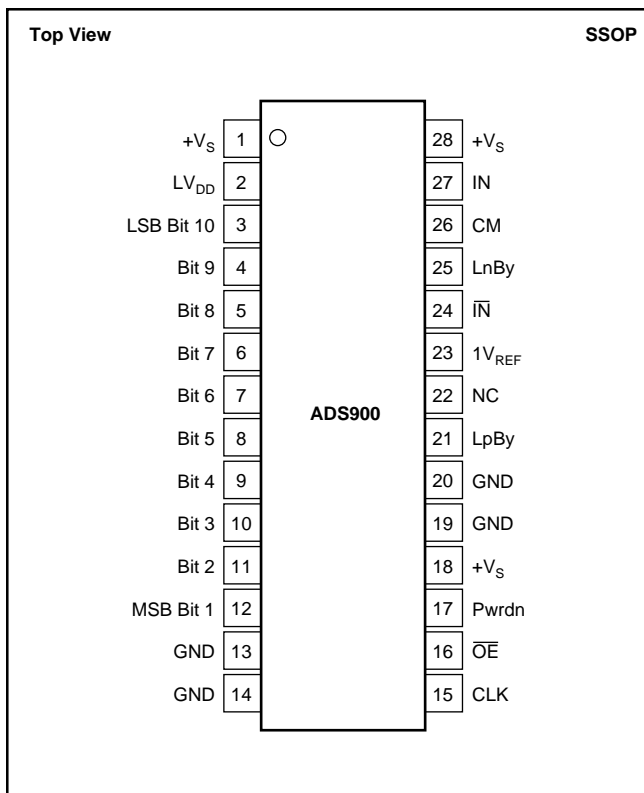 Top View SSOP
+VS 1 28 +VS
LVDD 2 27 IN
LSB Bit 10 3 26 CM
Bit 9 4 25 LnBy
Bit 8 5 24 I̅N̅
Bit 7 6 23 1VREF
Bit 6 7 22 NC
ADS900
Bit 5 8 21 LpBy
Bit 4 9 20 GND
Bit 3 10 19 GND
Bit 2 11 18 +VS
MSB Bit 1 12 17 Pwrdn
GND 13 16 O̅E̅
GND 14 15 CLK